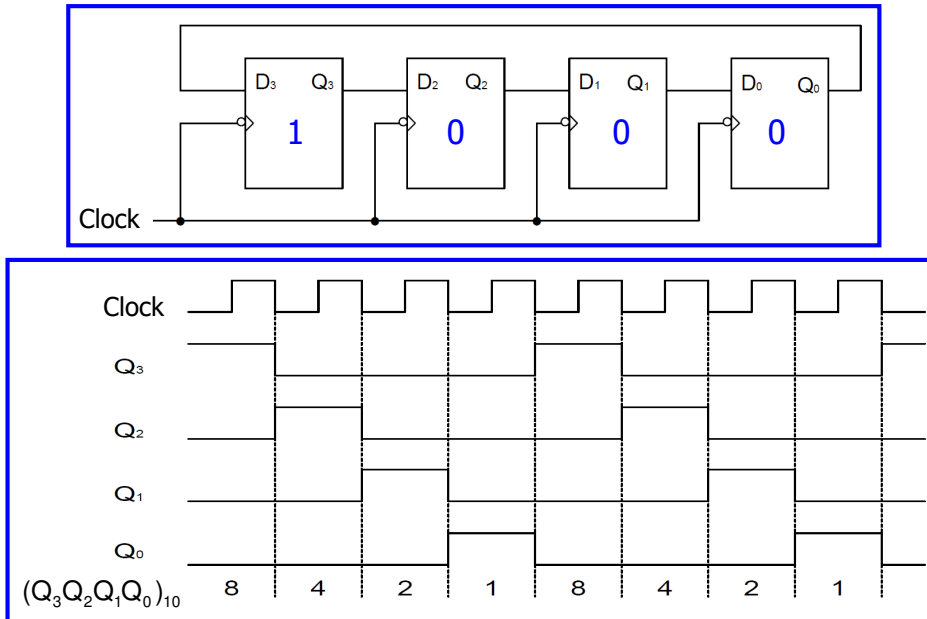 D₃ Q₃ D₂ Q₂ D₁ Q₁ D₀ Q₀
1 0 0 0
Clock
Clock
Q₃
Q₂
Q₁
Q₀
(Q₃Q₂Q₁Q₀)₁₀ 8 4 2 1 8 4 2 1